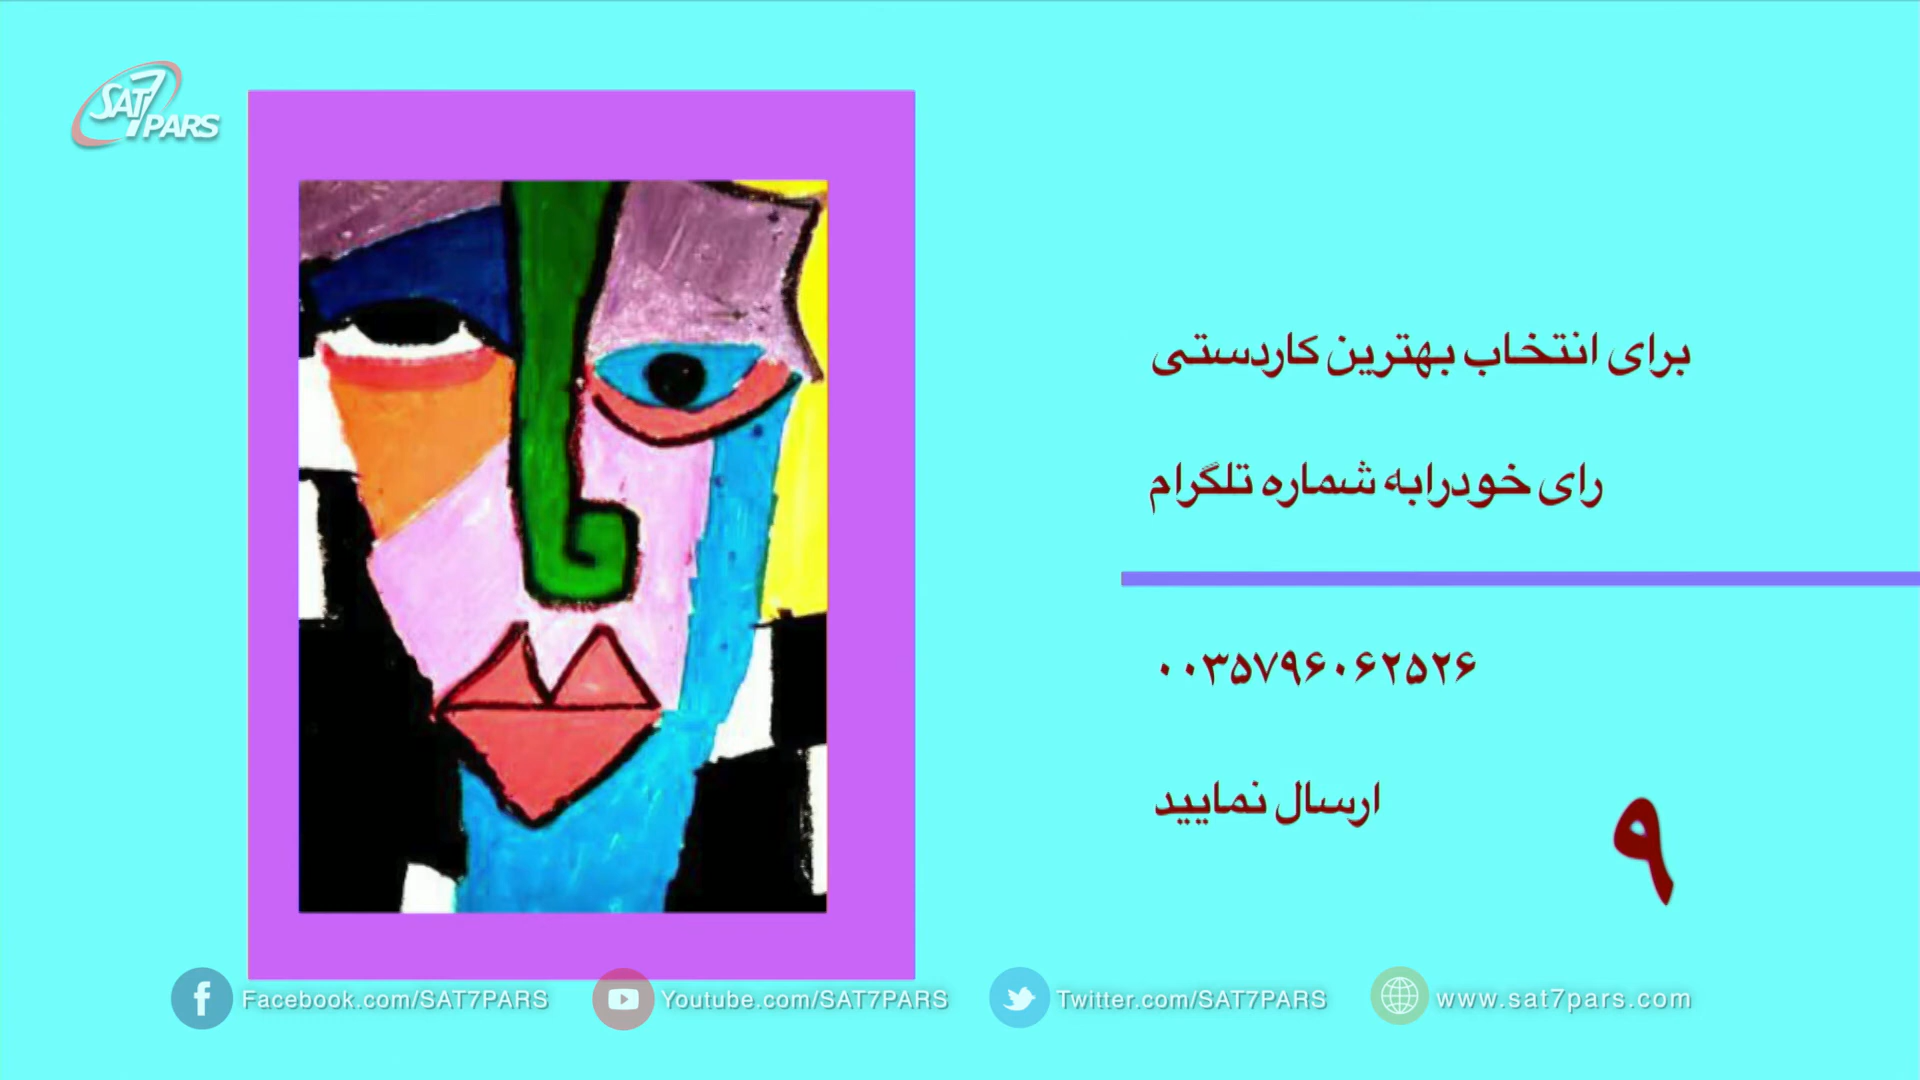 SAT7 PARS
برای انتخاب بهترین کاردستی
رای خودرابه شماره تلگرام
۰۰۳۵۷۹۶۰۶۲۵۲۶
ارسال نمایید
۹
Facebook.com/SAT7PARS
Youtube.com/SAT7PARS
Twitter.com/SAT7PARS
www.sat7pars.com